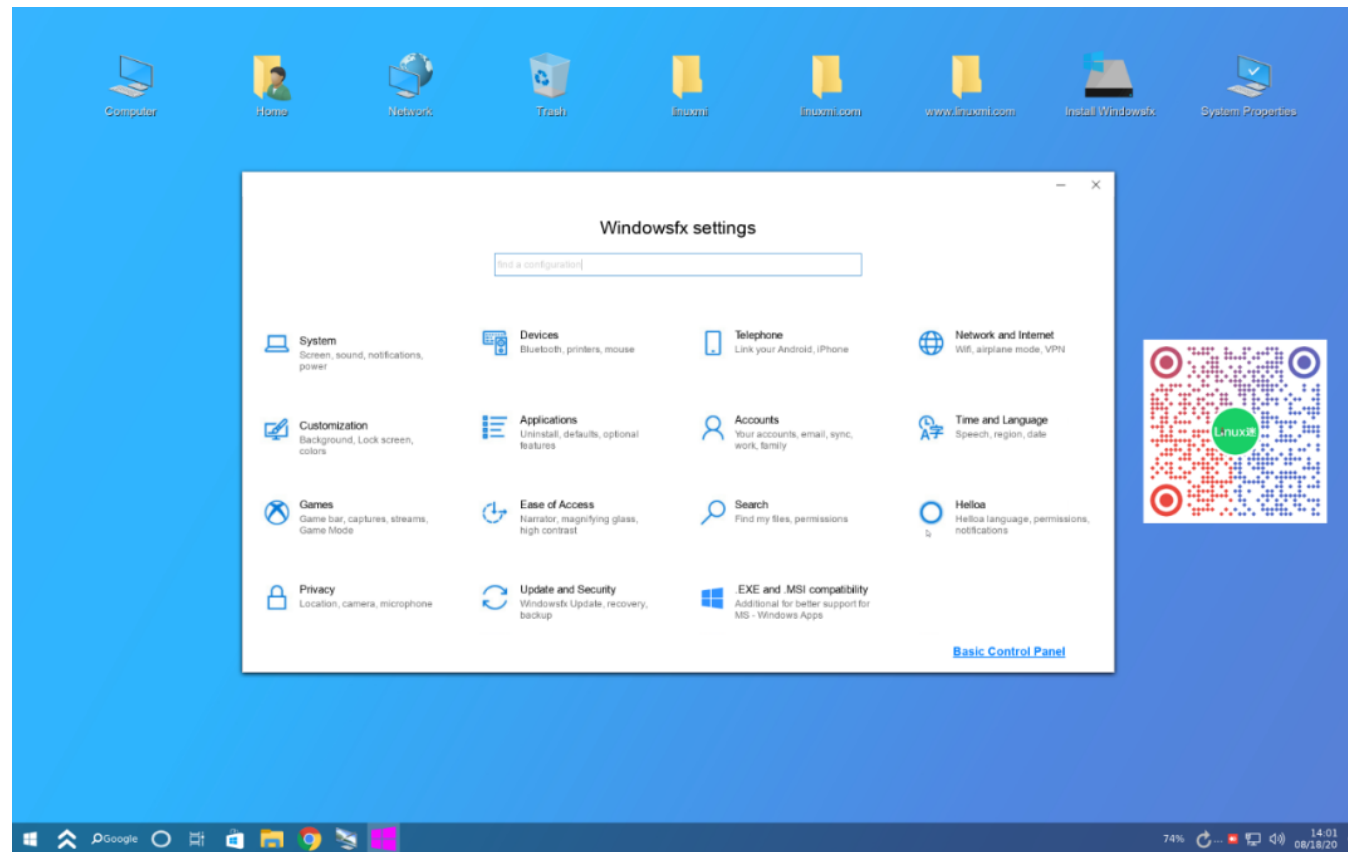 Computer
Home
Network
Trash
linuxmi
linuxmi.com
www.linuxmi.com
Install Windowsfx
System Properties
Windowsfx settings
find a configuration
System
Screen, sound, notifications,
power
Devices
Bluetooth, printers, mouse
Telephone
Link your Android, iPhone
Network and Internet
Wifi, airplane mode, VPN
Customization
Background, Lock screen,
colors
Applications
Uninstall, defaults, optional
features
Accounts
Your accounts, email, sync,
work, family
Time and Language
Speech, region, date
Games
Game bar, captures, streams,
Game Mode
Ease of Access
Narrator, magnifying glass,
high contrast
Search
Find my files, permissions
Helloa
Helloa language, permissions,
notifications
Privacy
Location, camera, microphone
Update and Security
Windowsfx Update, recovery,
backup
.EXE and .MSI compatibility
Additional for better support for
MS - Windows Apps
Basic Control Panel
Linux迷
Google
74%
14:01
08/18/20